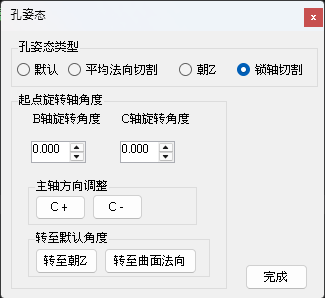 孔姿态
x
孔姿态类型
默认 平均法向切割 朝Z 锁轴切割
起点旋转轴角度
B轴旋转角度 C轴旋转角度
0.000 0.000
主轴方向调整
C + C -
转至默认角度
转至朝Z 转至曲面法向
完成